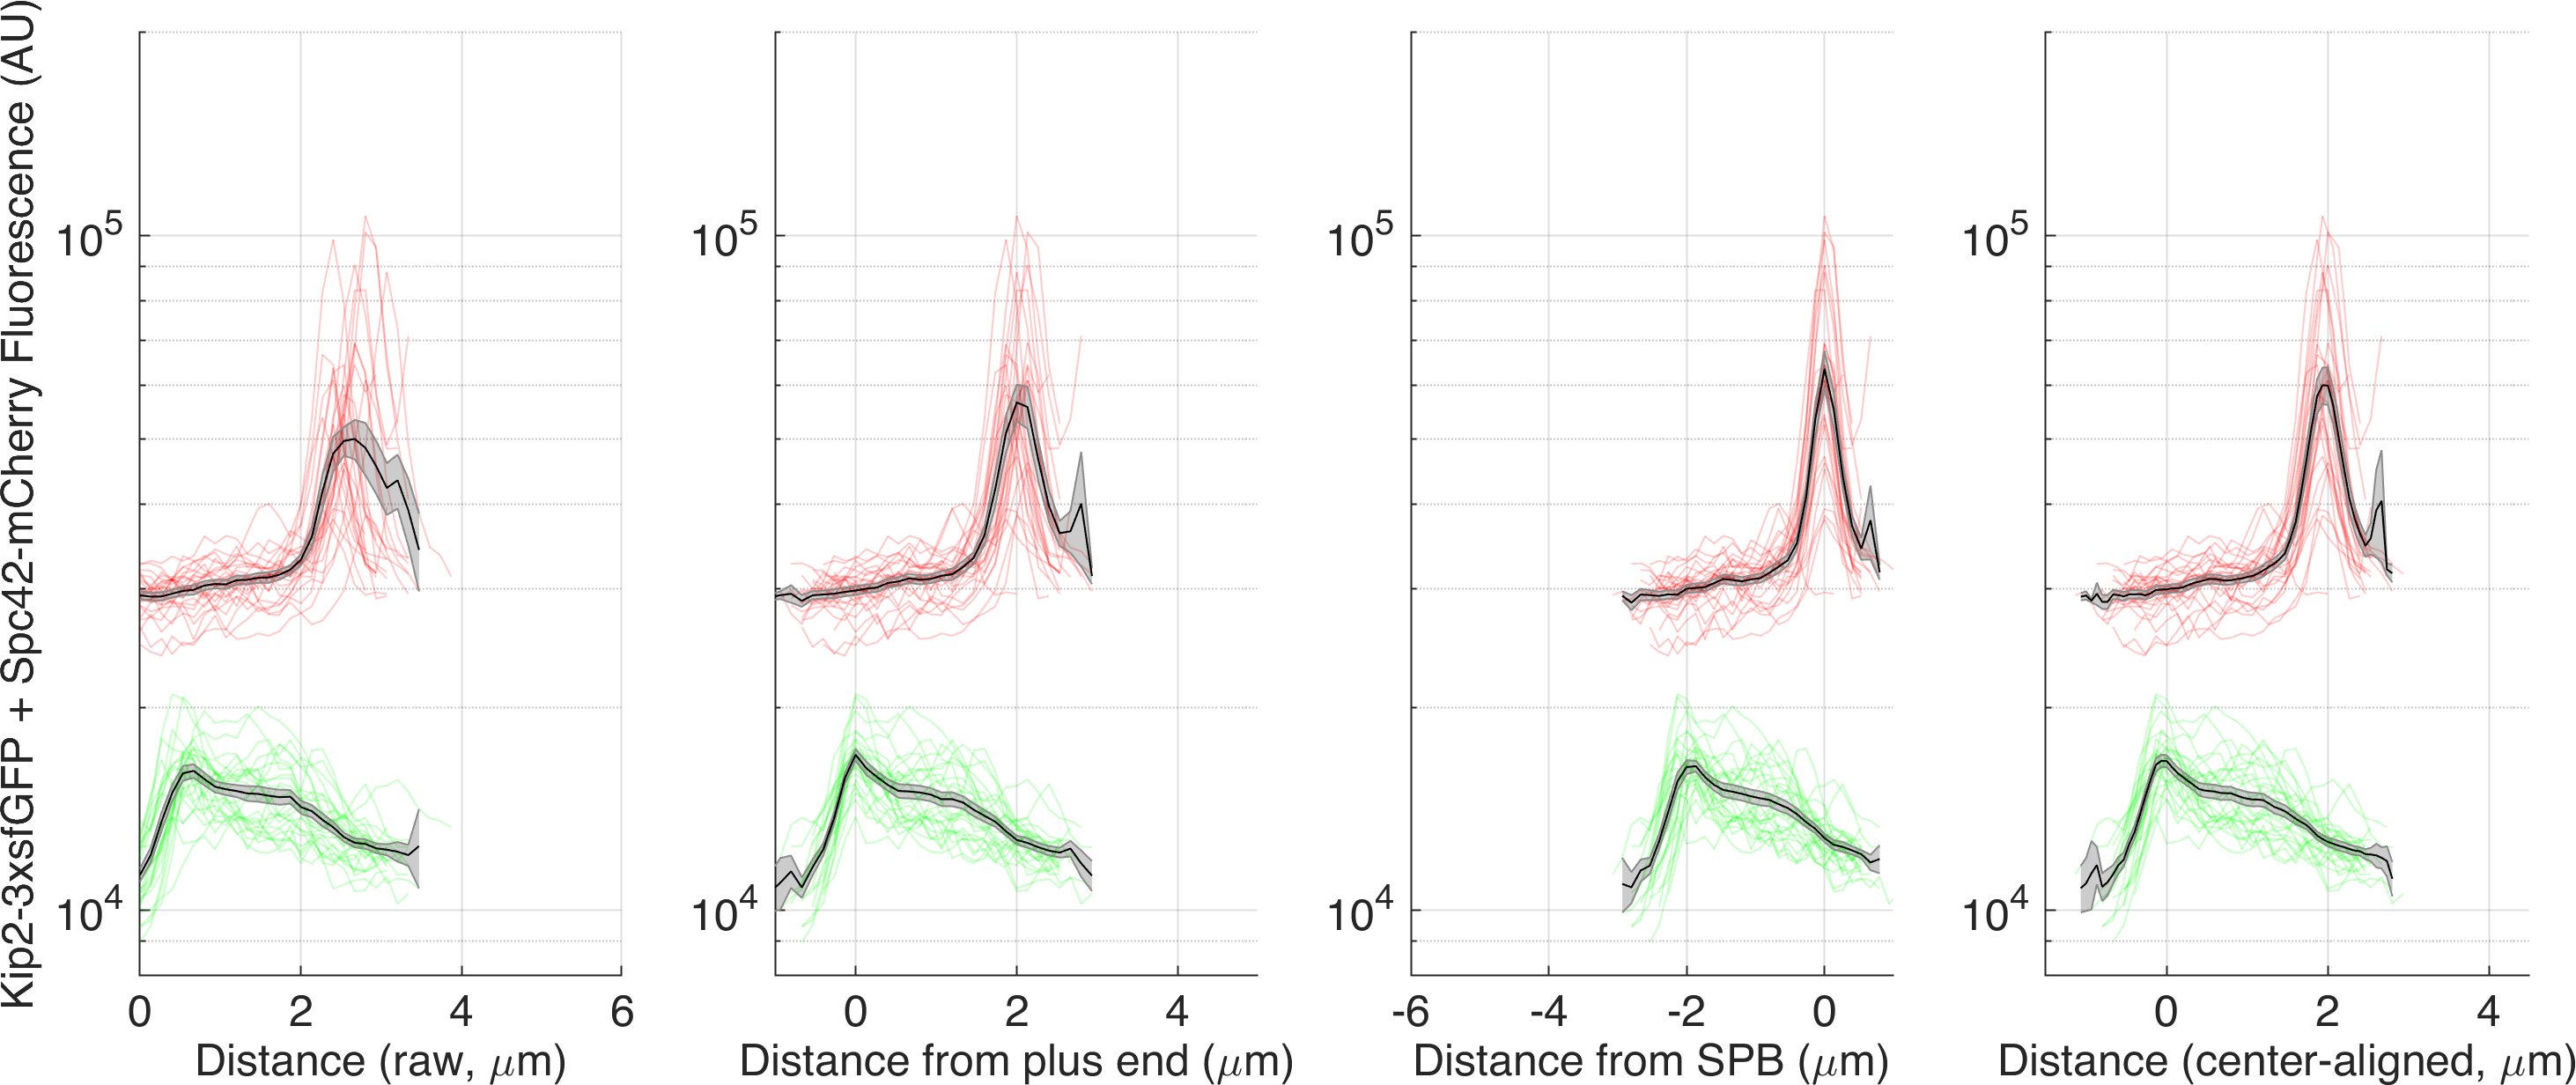 Kip2-3xsfGFP + Spc42-mCherry Fluorescence (AU)
10^5
10^4
0 2 4 6
Distance (raw, μm)
10^5
10^4
0 2 4
Distance from plus end (μm)
10^5
10^4
-6 -4 -2 0
Distance from SPB (μm)
10^5
10^4
0 2 4
Distance (center-aligned, μm)